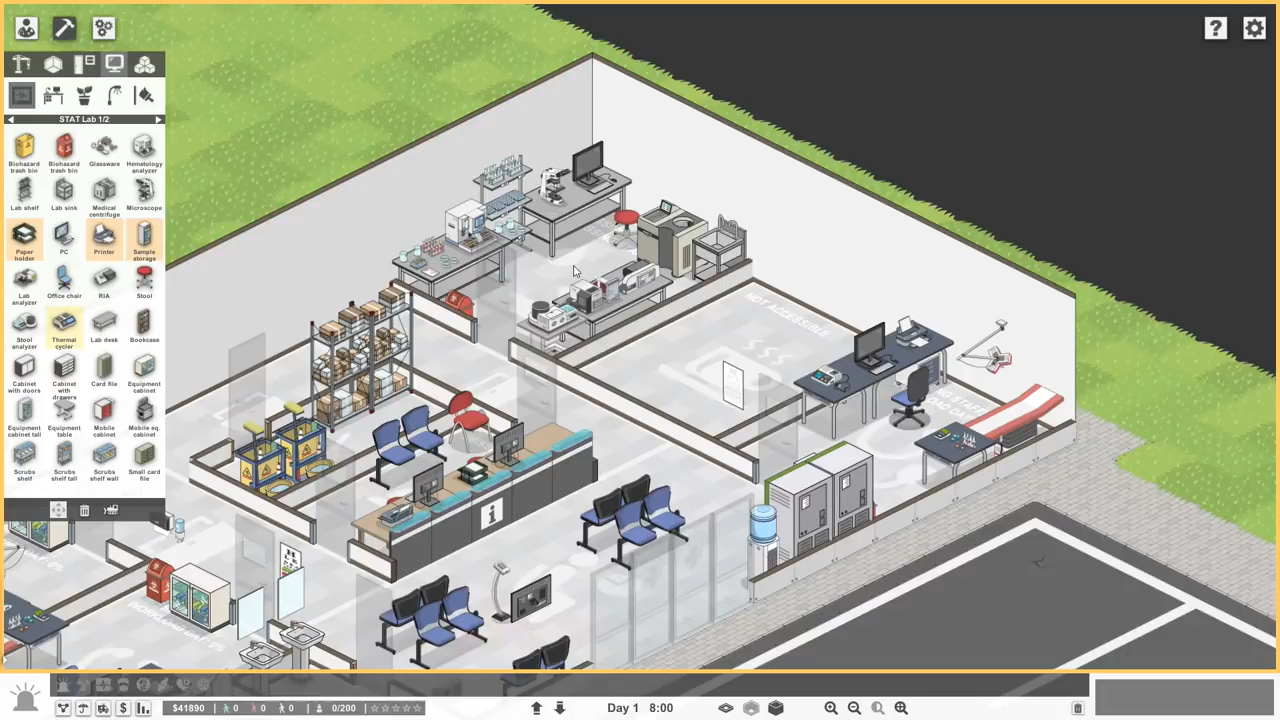 ?
STAT Lab 1/2
Biohazard trash bin
Biohazard trash bin
Glassware
Hematology analyzer
Lab shelf
Lab sink
Medical centrifuge
Microscope
Paper holder
PC
Printer
Sample storage
Lab analyzer
Office chair
RIA
Stool
Stool analyzer
Thermal cycler
Lab desk
Bookcase
Cabinet with doors
Cabinet with drawers
Card file
Equipment cabinet
Equipment cabinet tall
Equipment table
Mobile cabinet
Mobile eq. cabinet
Scrubs shelf
Scrubs shelf tall
Scrubs shelf wall
Small card file
NOT ACCESSIBLE
i
$
$41890
0
0
0
0/200
Day 1 8:00